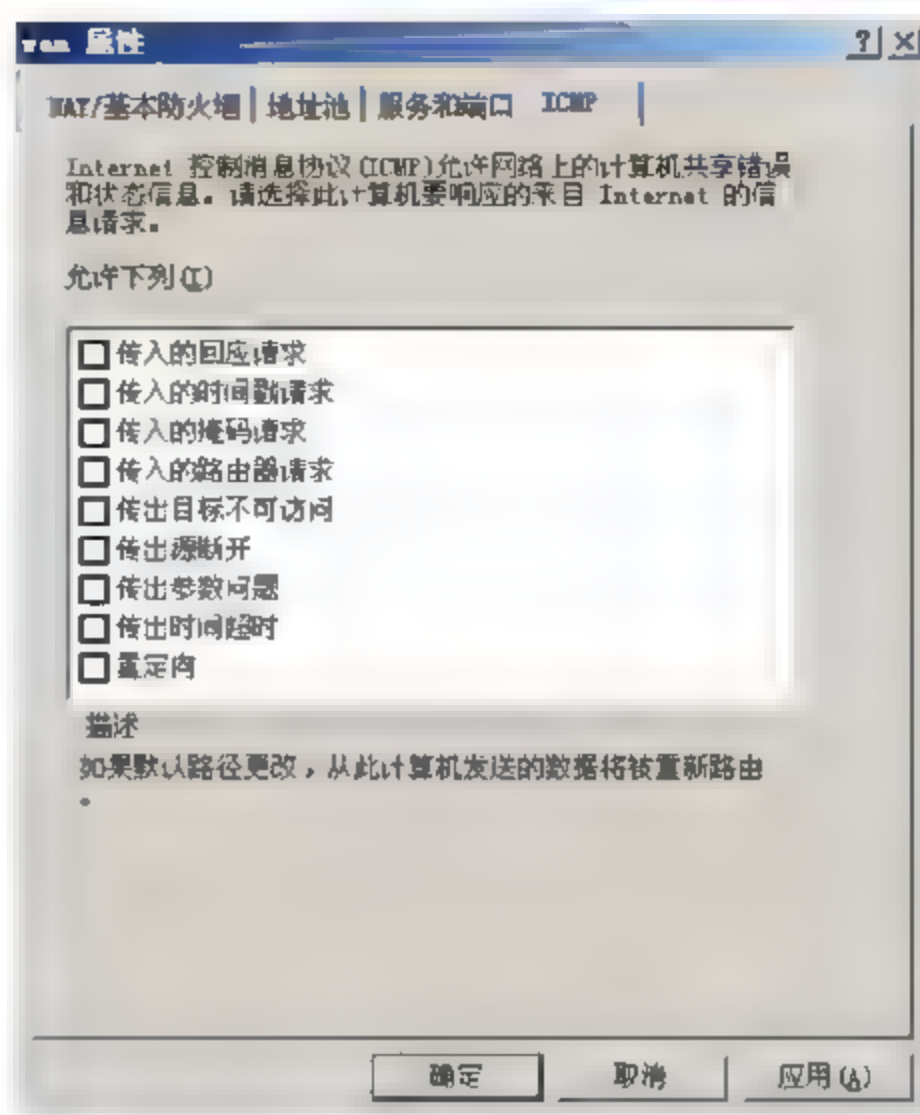 wan 属性
NAT/基本防火墙 地址池 服务和端口 ICMP
Internet 控制消息协议(ICMP)允许网络上的计算机共享错误
和状态信息。请选择此计算机要响应的来自 Internet 的信
息请求。
允许下列(I)
传入的回应请求
传入的时间戳请求
传入的掩码请求
传入的路由器请求
传出目标不可访问
传出源断开
传出参数问题
传出时间超时
重定向
描述
如果默认路径更改，从此计算机发送的数据将被重新路由
。
确定 取消 应用(A)